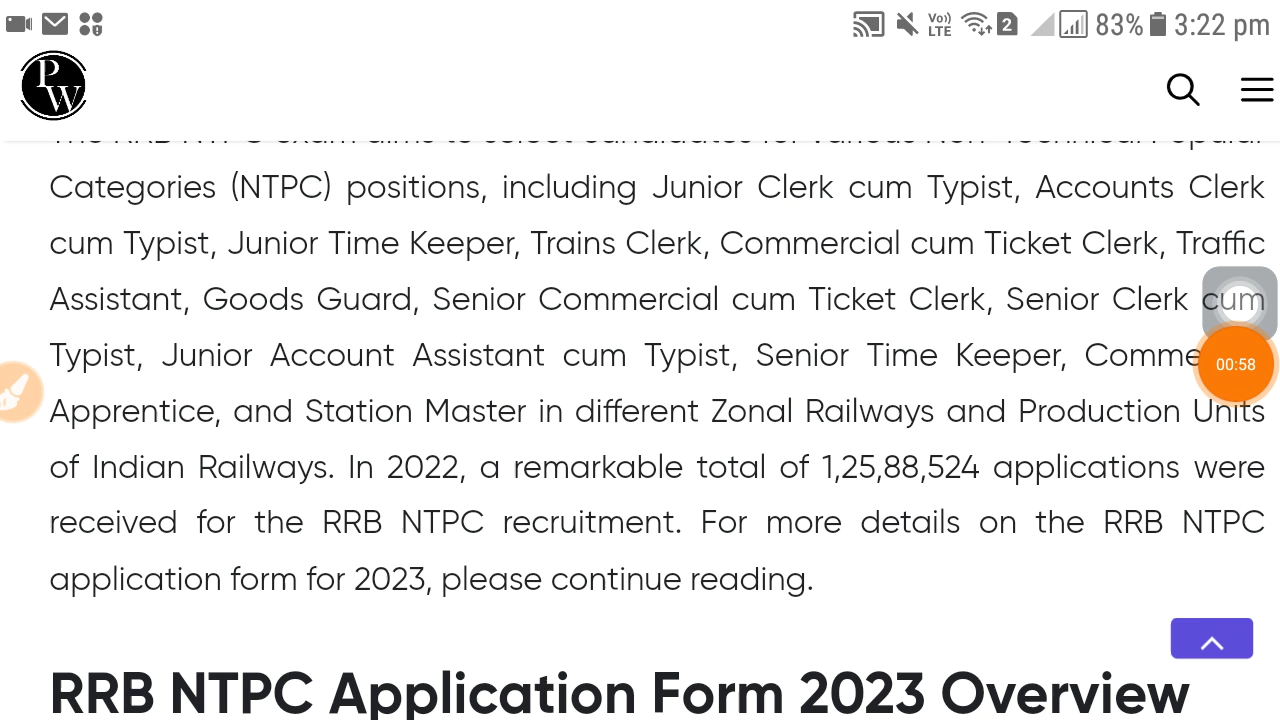 Vo)) LTE 2 83% 3:22 pm
PW
Categories (NTPC) positions, including Junior Clerk cum Typist, Accounts Clerk
cum Typist, Junior Time Keeper, Trains Clerk, Commercial cum Ticket Clerk, Traffic
Assistant, Goods Guard, Senior Commercial cum Ticket Clerk, Senior Clerk cum
Typist, Junior Account Assistant cum Typist, Senior Time Keeper,
00:58
Apprentice, and Station Master in different Zonal Railways and Production Units
of Indian Railways. In 2022, a remarkable total of 1,25,88,524 applications were
received for the RRB NTPC recruitment. For more details on the RRB NTPC
application form for 2023, please continue reading.
RRB NTPC Application Form 2023 Overview